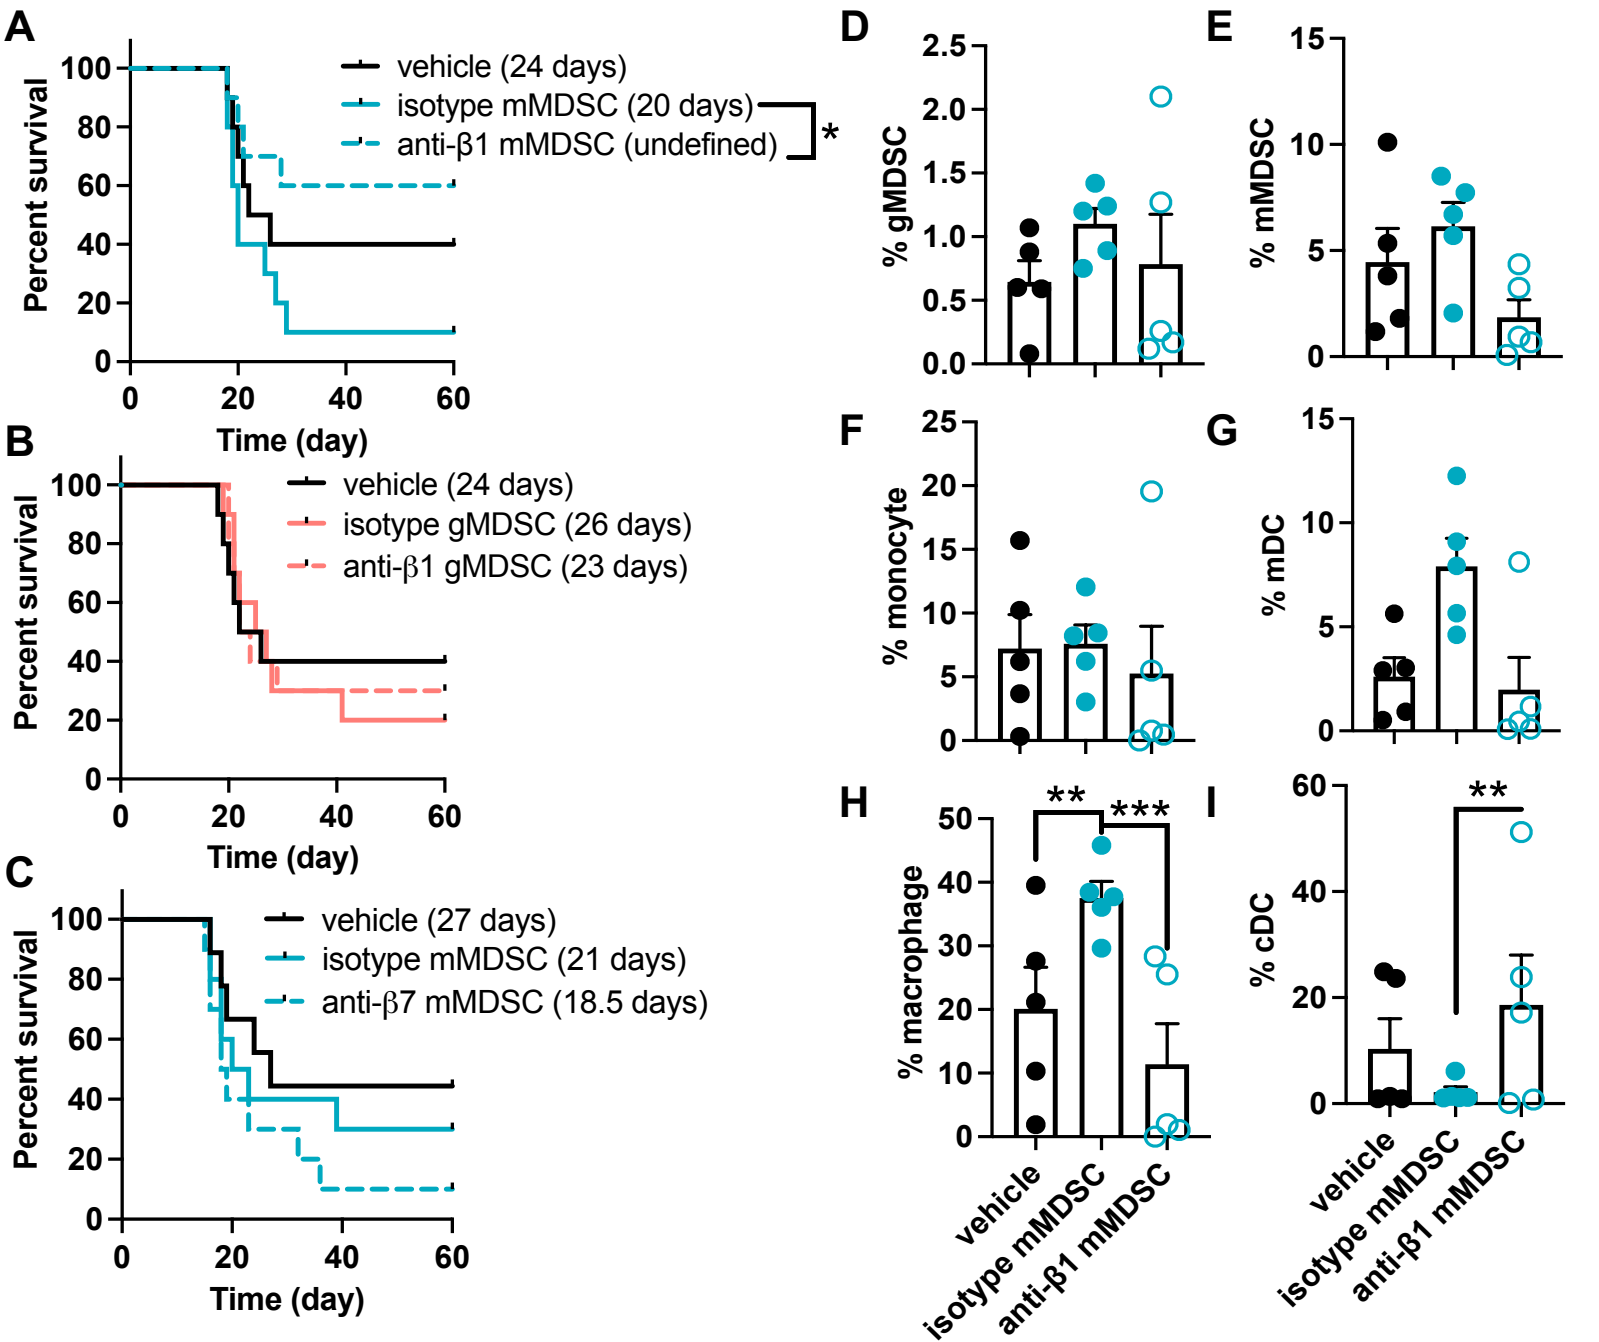 A
Percent survival
100
80
60
40
20
0
0 20 40 60
Time (day)
vehicle (24 days)
isotype mMDSC (20 days)
anti-β1 mMDSC (undefined)
*
B
Percent survival
100
80
60
40
20
0
0 20 40 60
Time (day)
vehicle (24 days)
isotype gMDSC (26 days)
anti-β1 gMDSC (23 days)
C
Percent survival
100
80
60
40
20
0
0 20 40 60
Time (day)
vehicle (27 days)
isotype mMDSC (21 days)
anti-β7 mMDSC (18.5 days)
D
% gMDSC
2.5
2.0
1.5
1.0
0.5
0.0
E
% mMDSC
15
10
5
0
F
% monocyte
25
20
15
10
5
0
G
% mDC
15
10
5
0
H
% macrophage
50
40
30
20
10
0
**
***
vehicle
isotype mMDSC
anti-β1 mMDSC
I
% cDC
60
40
20
0
**
vehicle
isotype mMDSC
anti-β1 mMDSC